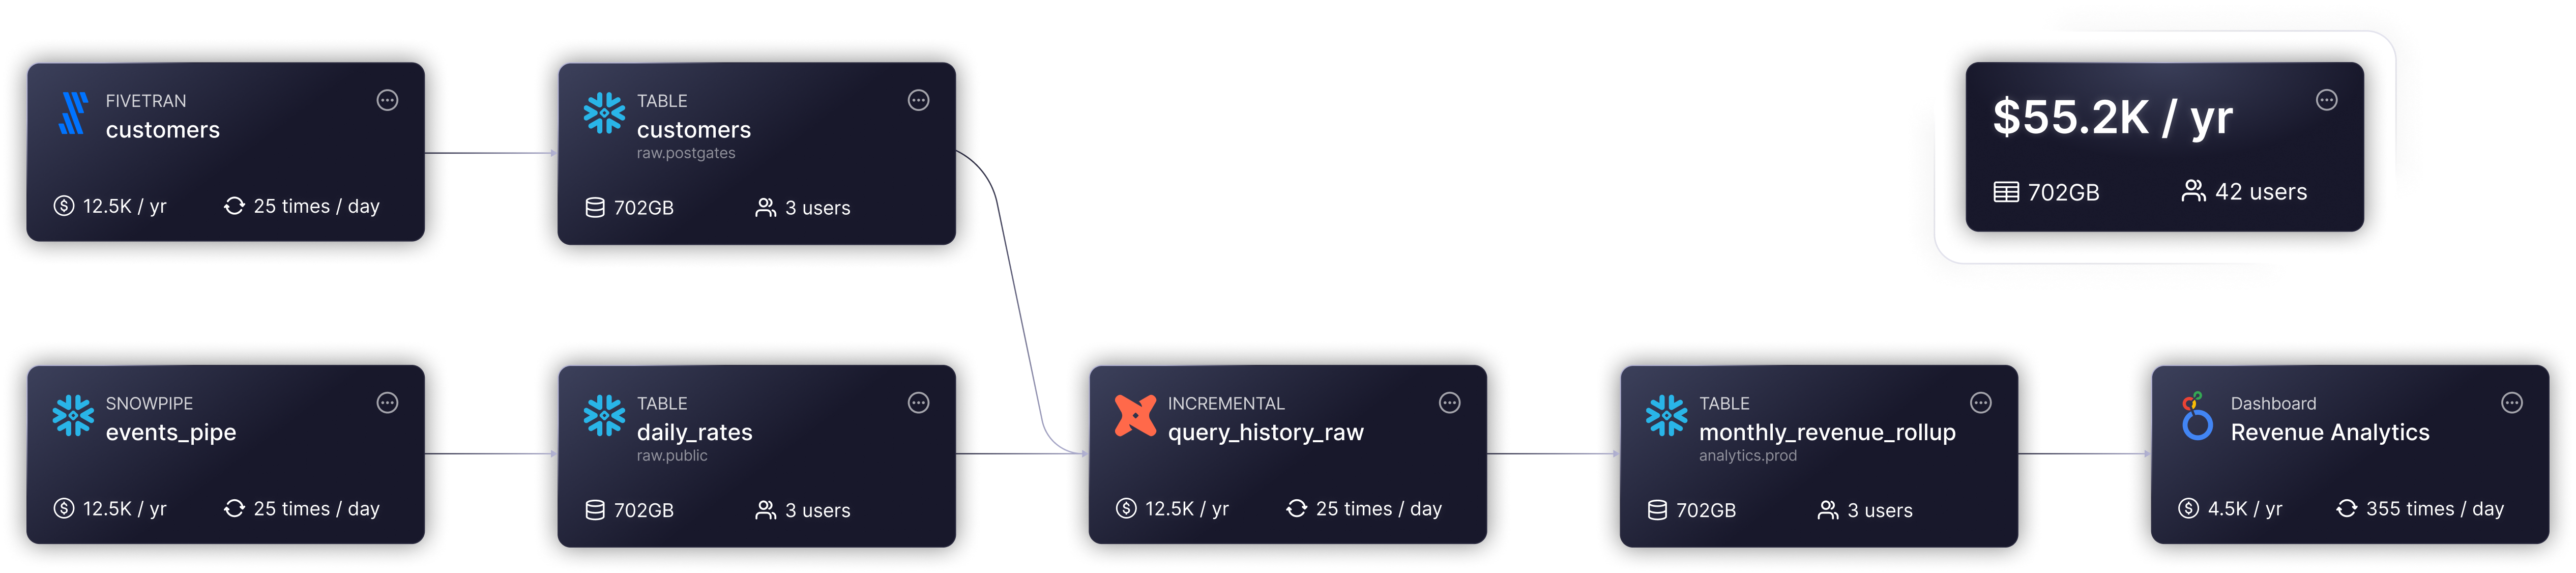 FIVETRAN
customers
12.5K / yr
25 times / day
TABLE
customers
raw.postgates
702GB
3 users
$55.2K / yr
702GB
42 users
SNOWPIPE
events_pipe
12.5K / yr
25 times / day
TABLE
daily_rates
raw.public
702GB
3 users
INCREMENTAL
query_history_raw
12.5K / yr
25 times / day
TABLE
monthly_revenue_rollup
analytics.prod
702GB
3 users
Dashboard
Revenue Analytics
4.5K / yr
355 times / day